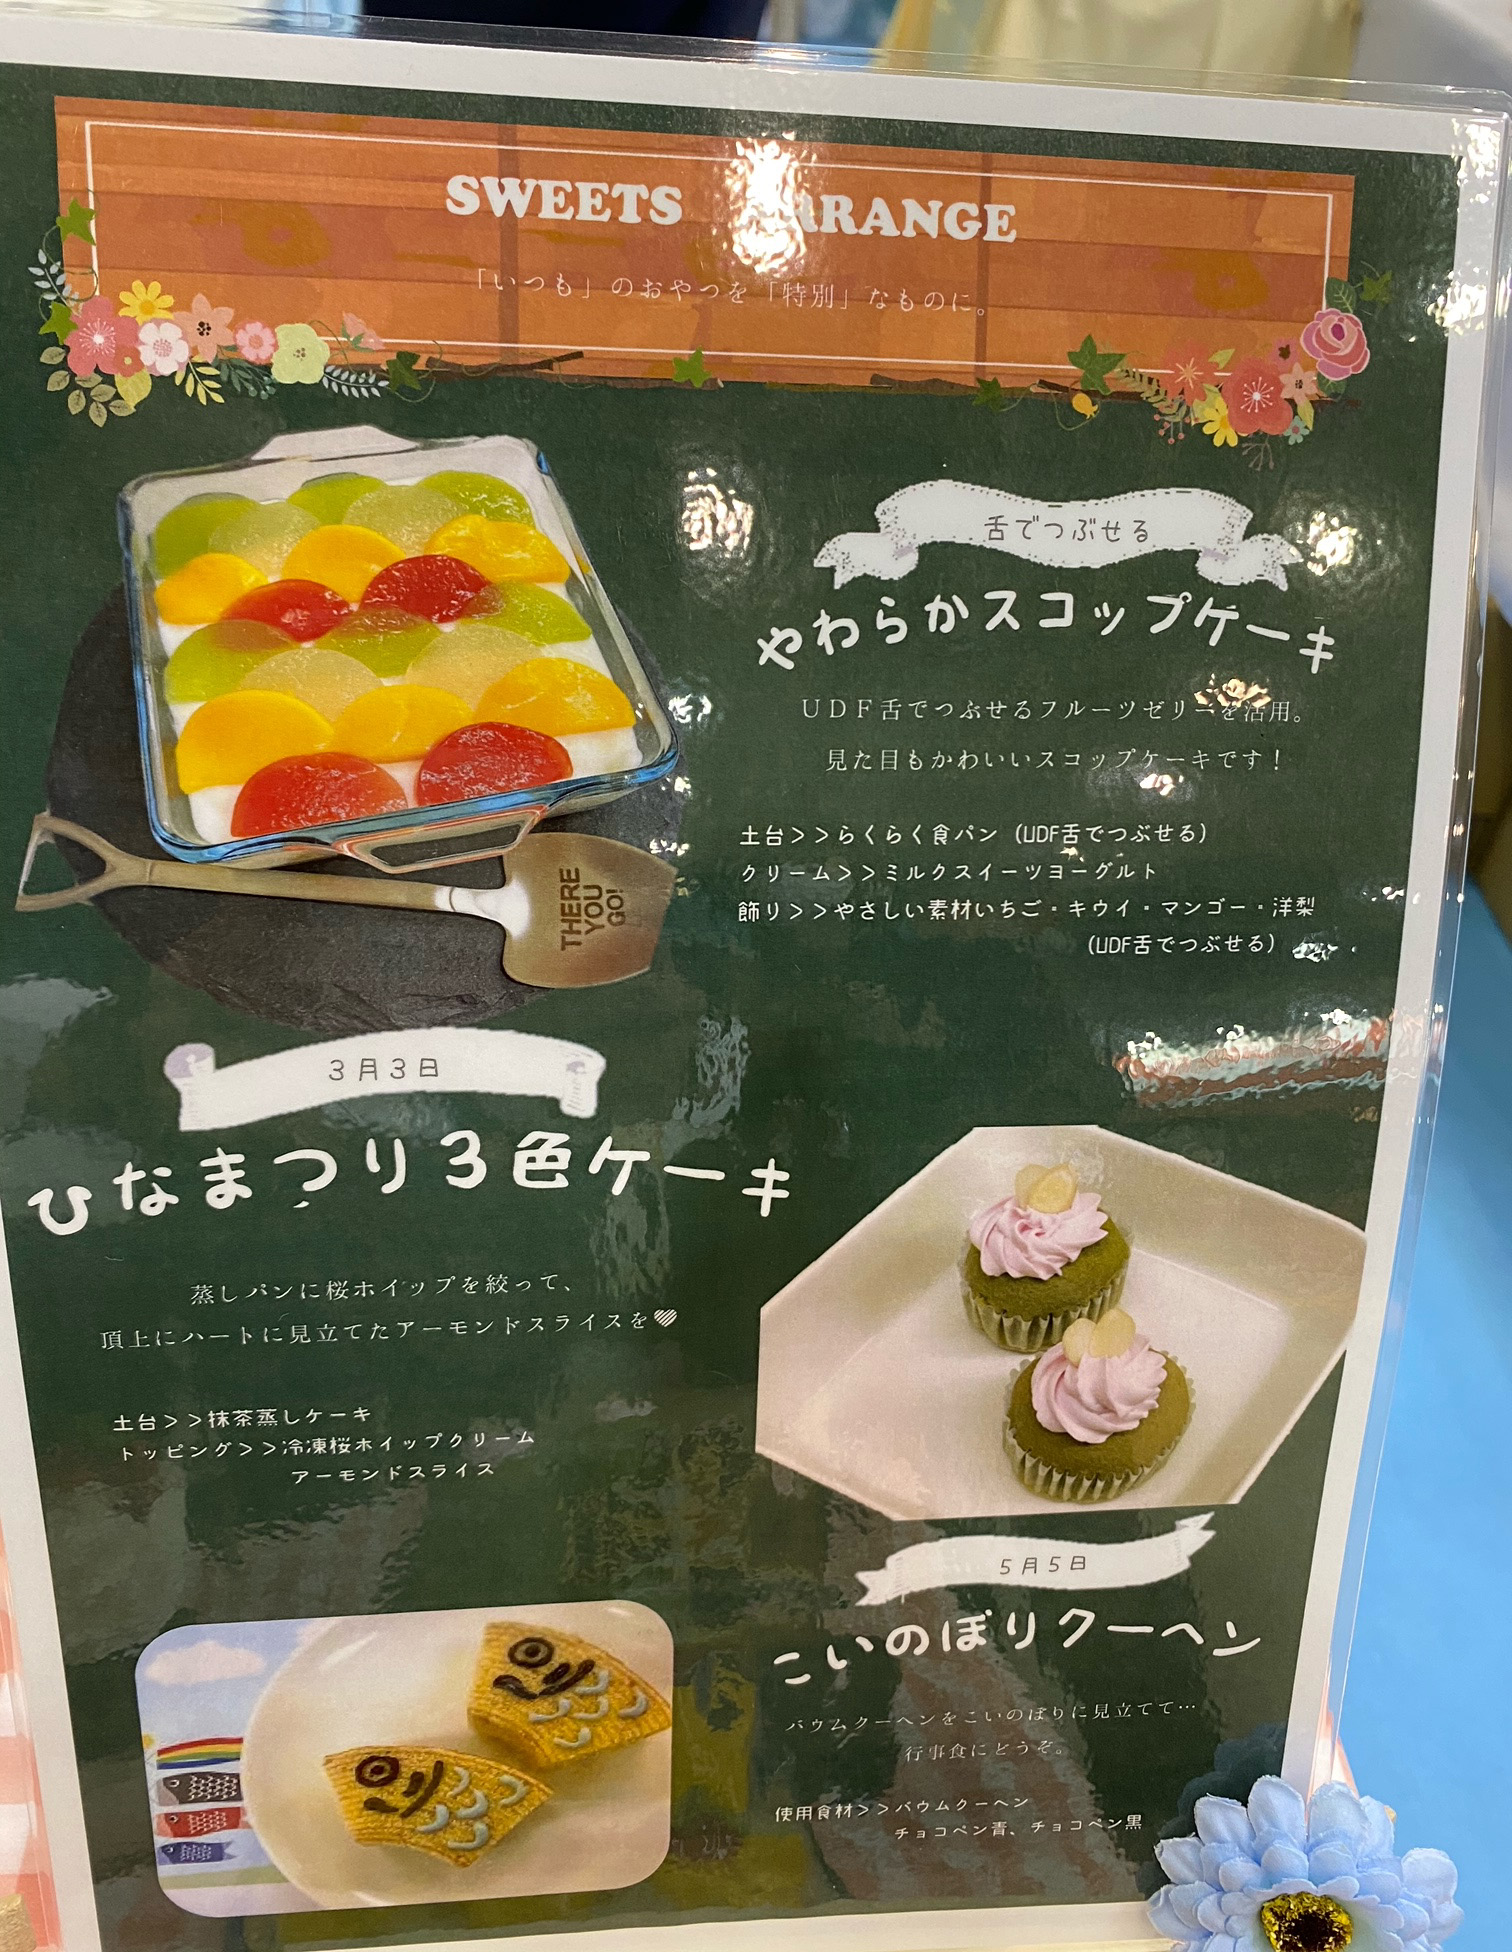 SWEETS ARRANGE
「いつも」のおやつを「特別」なものに。
舌でつぶせる
やわらかスコップケーキ
UDF舌でつぶせるフルーツゼリーを活用。
見た目もかわいいスコップケーキです！
土台＞＞らくらく食パン（UDF舌でつぶせる）
クリーム＞＞ミルクスイーツヨーグルト
飾り＞＞やさしい素材いちご・キウイ・マンゴー・洋梨
（UDF舌でつぶせる）
THERE
YOU
GO!
3月3日
ひなまつり3色ケーキ
蒸しパンに桜ホイップを絞って、
頂上にハートに見立てたアーモンドスライスを♥
土台＞＞抹茶蒸しケーキ
トッピング＞＞冷凍桜ホイップクリーム
アーモンドスライス
5月5日
こいのぼりクーヘン
バウムクーヘンをこいのぼりに見立てて…
行事食にどうぞ。
使用食材＞＞バウムクーヘン
チョコペン青、チョコペン黒